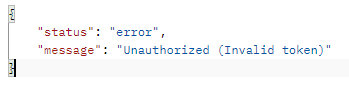 {
    "status": "error",
    "message": "Unauthorized (Invalid token)"
}